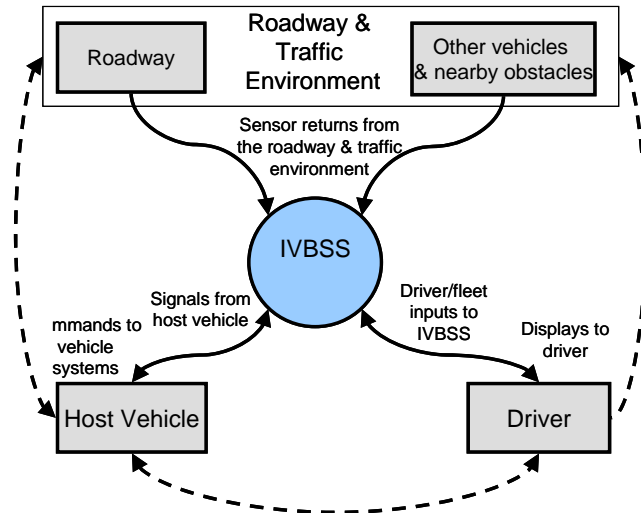 Roadway &
Traffic
Environment
Roadway
Other vehicles
& nearby obstacles
Sensor returns from
the roadway & traffic
environment
IVBSS
Signals from
host vehicle
mmands to
vehicle
systems
Driver/fleet
inputs to
IVBSS
Displays to
driver
Host Vehicle
Driver